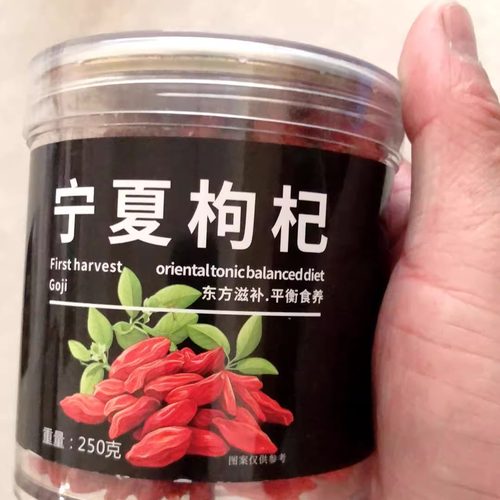 宁夏枸杞
First harvest
Goji
oriental tonic balanced diet
东方滋补.平衡食养
重量：250克
图案仅供参考